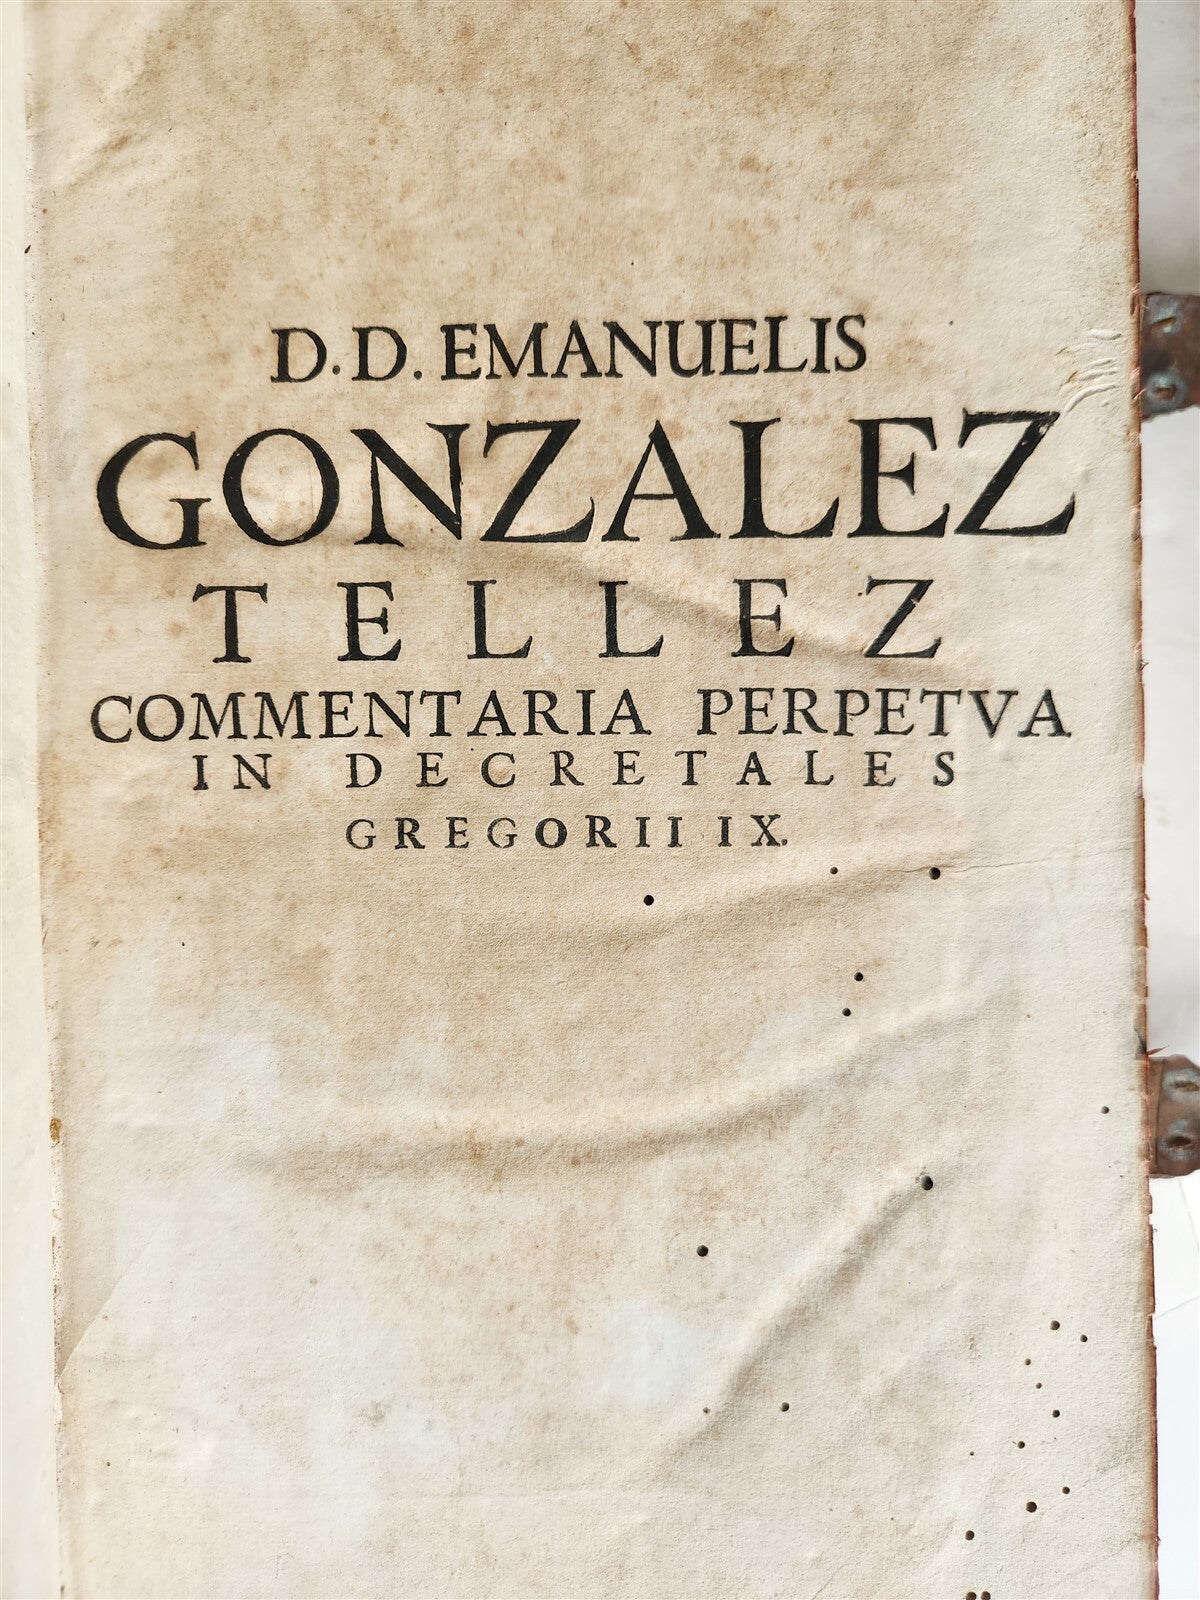 D.D. EMANUELIS
GONZALEZ
TELLEZ
COMMENTARIA PERPETVA
IN DECRETALES
GREGORII IX.